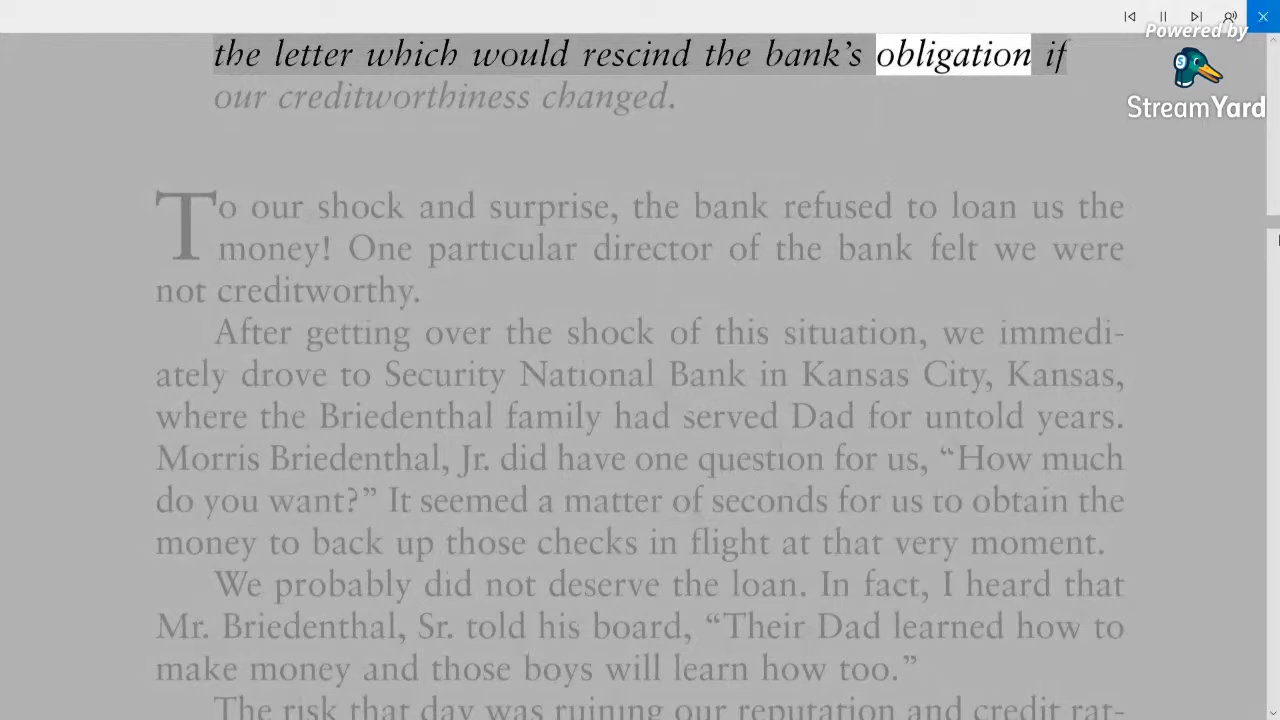 Powered by
StreamYard
the letter which would rescind the bank's obligation if
our creditworthiness changed.
To our shock and surprise, the bank refused to loan us the
money! One particular director of the bank felt we were
not creditworthy.
After getting over the shock of this situation, we immedi-
ately drove to Security National Bank in Kansas City, Kansas,
where the Briedenthal family had served Dad for untold years.
Morris Briedenthal, Jr. did have one question for us, “How much
do you want?” It seemed a matter of seconds for us to obtain the
money to back up those checks in flight at that very moment.
We probably did not deserve the loan. In fact, I heard that
Mr. Briedenthal, Sr. told his board, “Their Dad learned how to
make money and those boys will learn how too.”
The risk that day was ruining our reputation and credit rat-